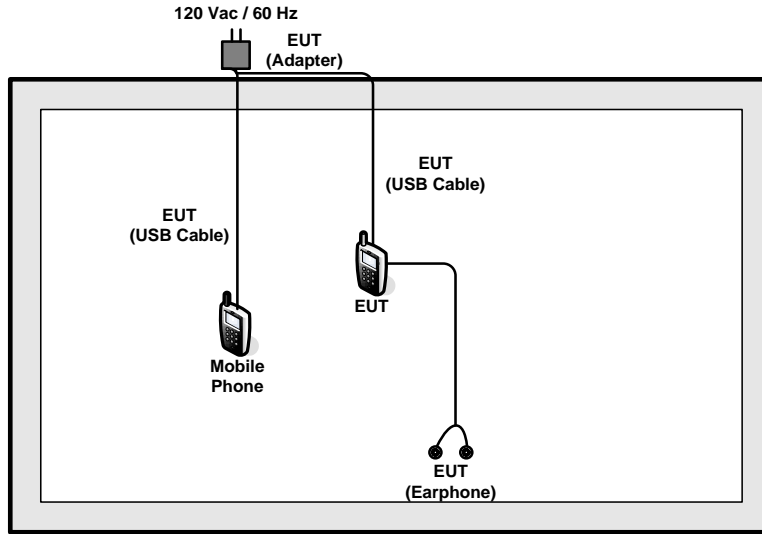 120 Vac / 60 Hz
EUT
(Adapter)
EUT
(USB Cable)
EUT
(USB Cable)
EUT
Mobile
Phone
EUT
(Earphone)